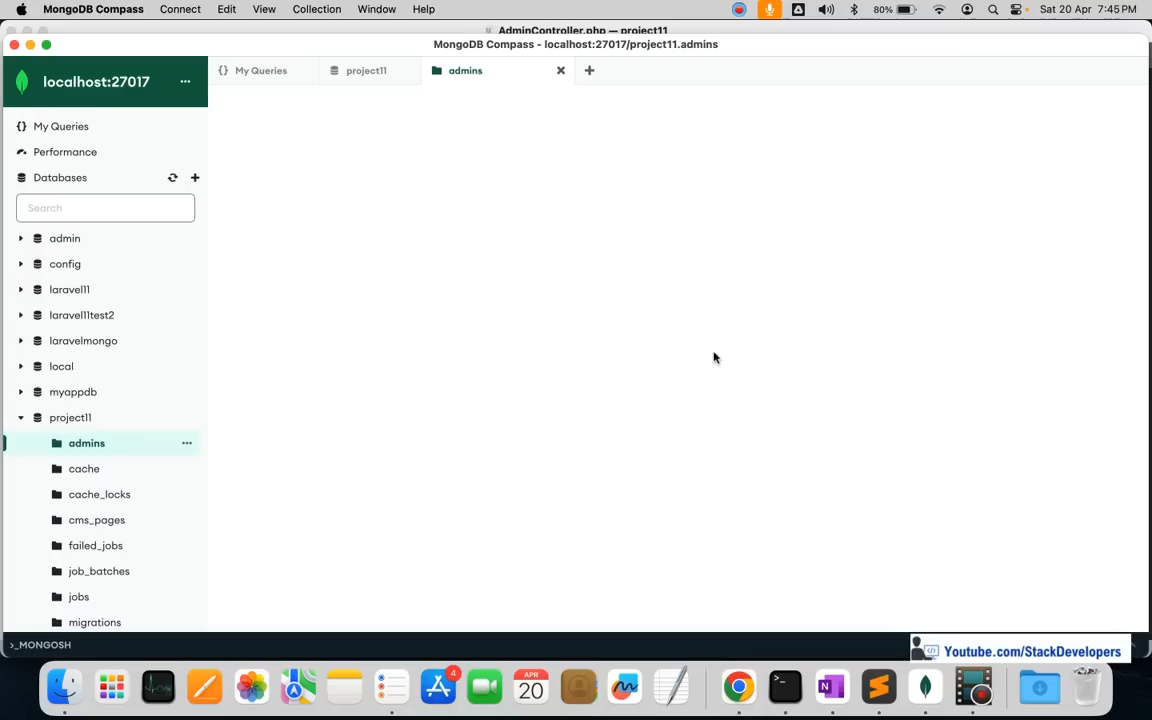 MongoDB Compass Connect Edit View Collection Window Help 80% Sat 20 Apr 7:45 PM
AdminController.php — project11
MongoDB Compass - localhost:27017/project11.admins
localhost:27017 ...
{} My Queries
project11
admins
My Queries
Performance
Databases
Search
admin
config
laravel11
laravel11test2
laravelmongo
local
myappdb
project11
admins ...
cache
cache_locks
cms_pages
failed_jobs
job_batches
jobs
migrations
>_MONGOSH
Youtube.com/StackDevelopers
4
APR
20
N